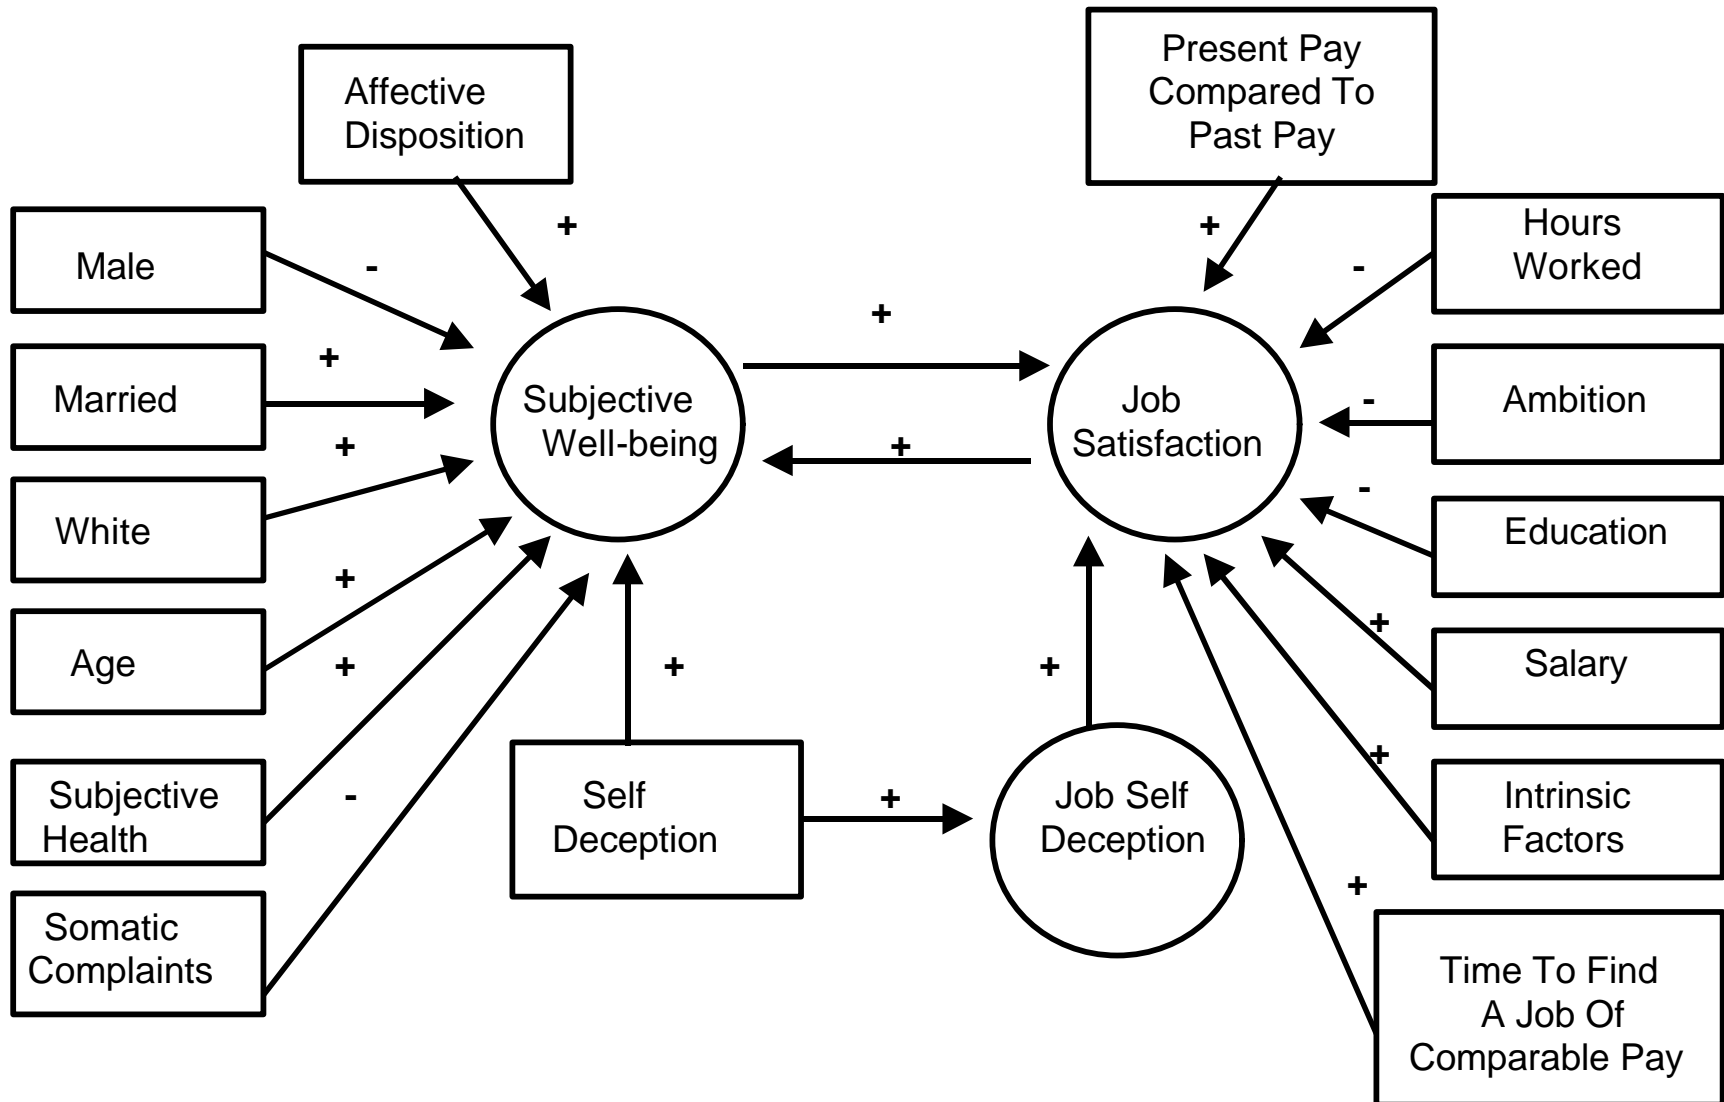 Affective
Disposition
+
Present Pay
Compared To
Past Pay
+
Male
-
Married
+
White
+
Age
+
Subjective
Health
+
Somatic
Complaints
-
Subjective
Well-being
+
+
Job
Satisfaction
Hours
Worked
-
Ambition
-
Education
-
Salary
+
Intrinsic
Factors
+
Time To Find
A Job Of
Comparable Pay
+
Self
Deception
+
+
Job Self
Deception
+